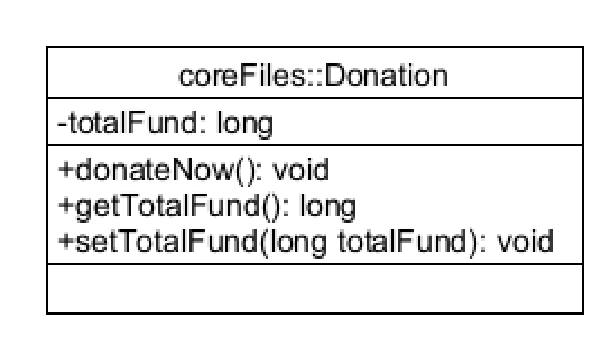 coreFiles::Donation
-totalFund: long
+donateNow(): void
+getTotalFund(): long
+setTotalFund(long totalFund): void